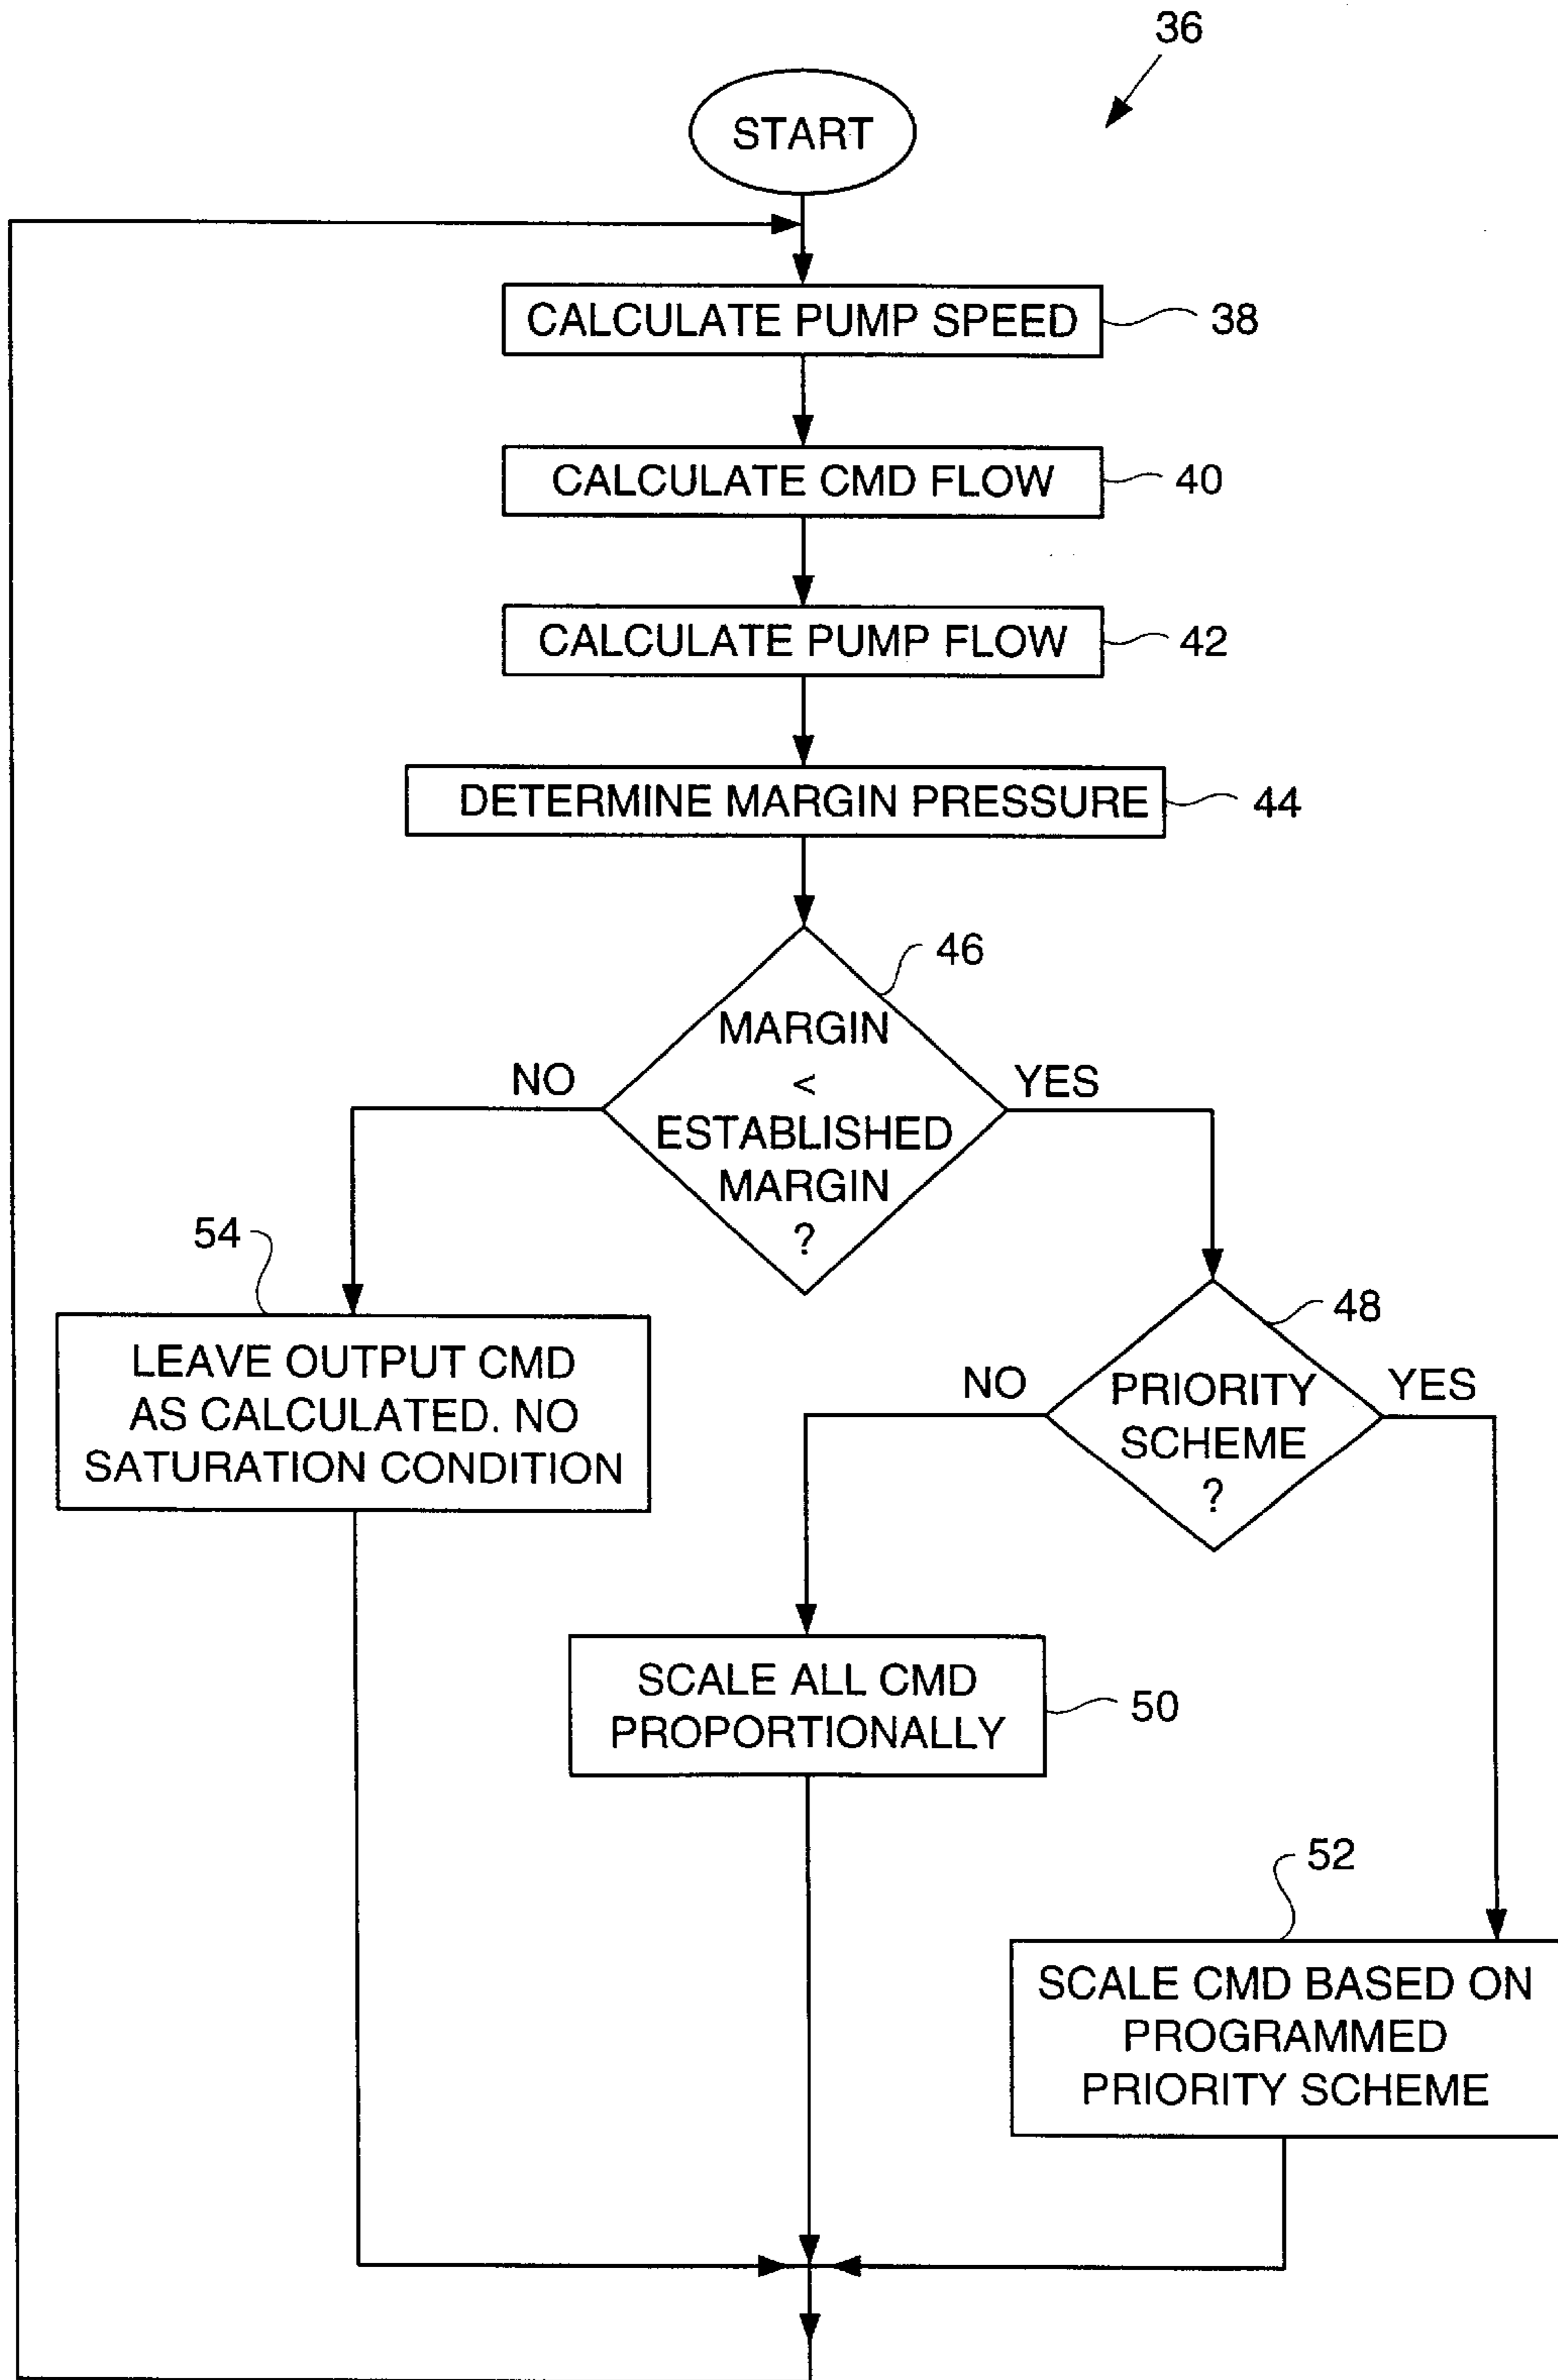 36
START
CALCULATE PUMP SPEED
38
CALCULATE CMD FLOW
40
CALCULATE PUMP FLOW
42
DETERMINE MARGIN PRESSURE
44
46
MARGIN
<
ESTABLISHED
MARGIN
?
NO
YES
54
LEAVE OUTPUT CMD
AS CALCULATED. NO
SATURATION CONDITION
48
PRIORITY
SCHEME
?
NO
YES
SCALE ALL CMD
PROPORTIONALLY
50
52
SCALE CMD BASED ON
PROGRAMMED
PRIORITY SCHEME